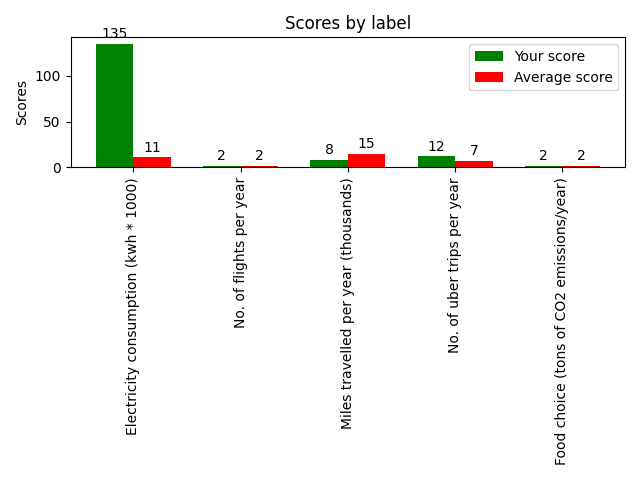 Scores by label
Scores
100
50
0
135
11
2
2
8
15
12
7
2
2
Your score
Average score
Electricity consumption (kwh * 1000)
No. of flights per year
Miles travelled per year (thousands)
No. of uber trips per year
Food choice (tons of CO2 emissions/year)